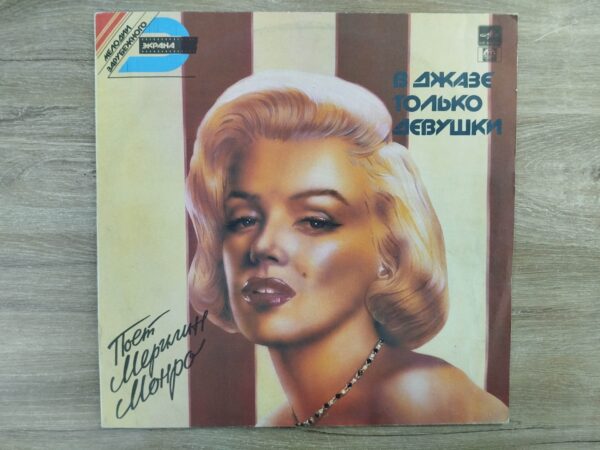 МЕЛОДИИ
ЗАРУБЕЖНОГО
ЭКРАНА
В ДЖАЗЕ
ТОЛЬКО
ДЕВУШКИ
Поёт
Мерилин
Монро